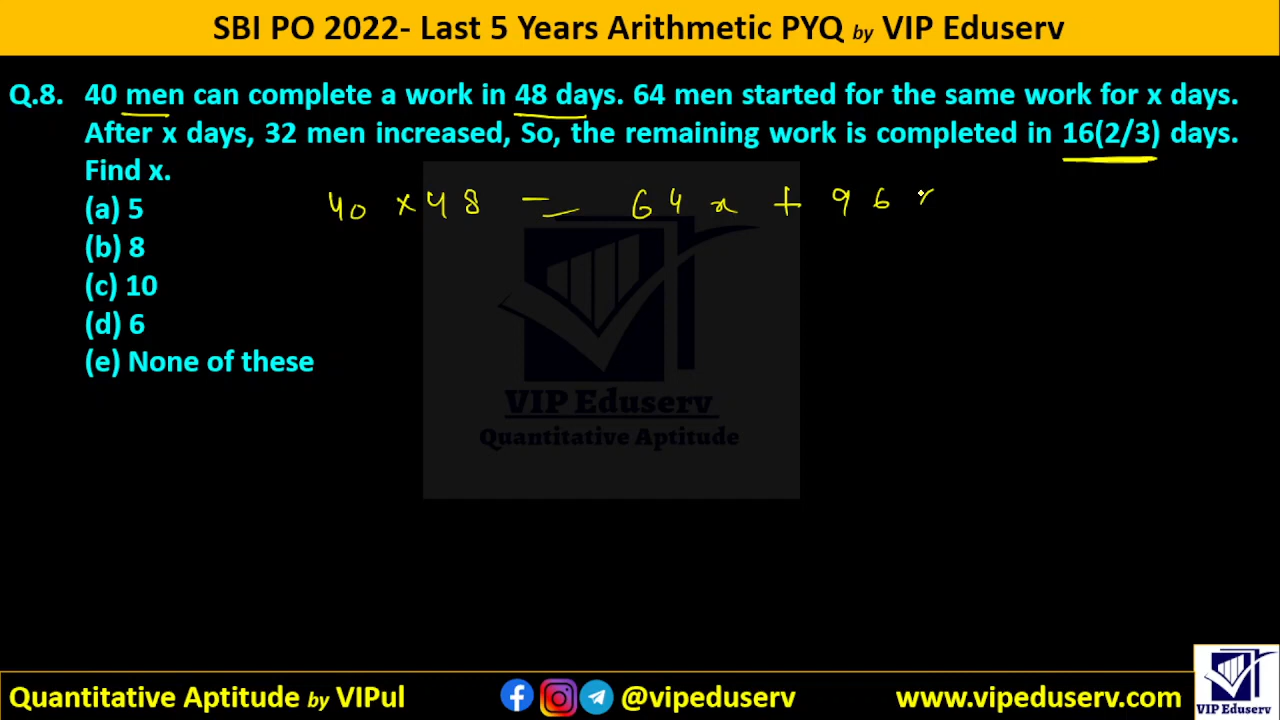 SBI PO 2022- Last 5 Years Arithmetic PYQ by VIP Eduserv
Q.8. 40 men can complete a work in 48 days. 64 men started for the same work for x days.
After x days, 32 men increased, So, the remaining work is completed in 16(2/3) days.
Find x.
40 × 48 = 64 x + 96 ×
(a) 5
(b) 8
(c) 10
(d) 6
(e) None of these
VIP Eduserv
Quantitative Aptitude
Quantitative Aptitude by VIPul
@vipeduserv
www.vipeduserv.com
VIP Eduserv